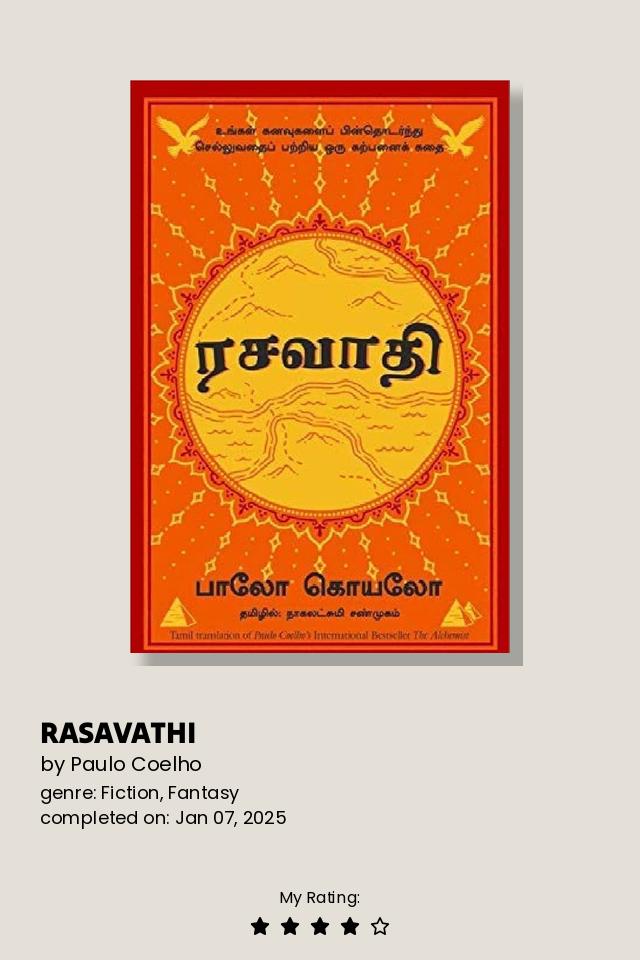 உங்கள் கனவுகளைப் பின்தொடர்ந்து
செல்லுவதைப் பற்றிய ஒரு கற்பனைக் கதை
ரசவாதி
பாலோ கொயலோ
தமிழில்: நாகலட்சுமி சண்முகம்
Tamil translation of Paulo Coelho's International Bestseller The Alchemist
RASAVATHI
by Paulo Coelho
genre: Fiction, Fantasy
completed on: Jan 07, 2025
My Rating: